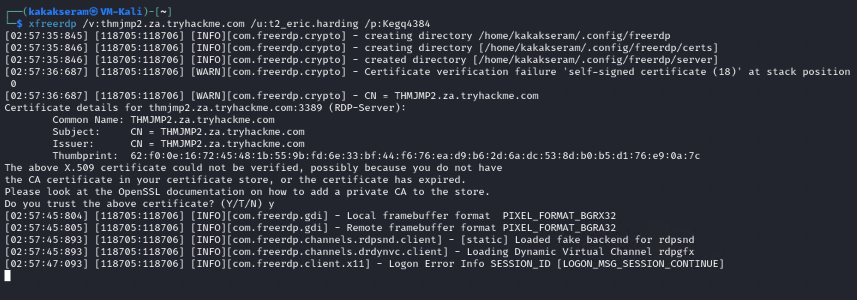 ┌──(kakakseram㉿VM-Kali)-[~]
└─$ xfreerdp /v:thmjmp2.za.tryhackme.com /u:t2_eric.harding /p:Kegq4384
[02:57:35:845] [118705:118706] [INFO][com.freerdp.crypto] - creating directory /home/kakakseram/.config/freerdp
[02:57:35:846] [118705:118706] [INFO][com.freerdp.crypto] - creating directory [/home/kakakseram/.config/freerdp/certs]
[02:57:35:846] [118705:118706] [INFO][com.freerdp.crypto] - created directory [/home/kakakseram/.config/freerdp/server]
[02:57:36:687] [118705:118706] [WARN][com.freerdp.crypto] - Certificate verification failure 'self-signed certificate (18)' at stack position
0
[02:57:36:687] [118705:118706] [WARN][com.freerdp.crypto] - CN = THMJMP2.za.tryhackme.com
Certificate details for thmjmp2.za.tryhackme.com:3389 (RDP-Server):
Common Name: THMJMP2.za.tryhackme.com
Subject: CN = THMJMP2.za.tryhackme.com
Issuer: CN = THMJMP2.za.tryhackme.com
Thumbprint: 62:f0:0e:16:72:45:48:1b:55:9b:fd:6e:33:bf:44:f6:76:ea:d9:b6:2d:6a:dc:53:8d:b0:b5:d1:76:e9:0a:7c
The above X.509 certificate could not be verified, possibly because you do not have
the CA certificate in your certificate store, or the certificate has expired.
Please look at the OpenSSL documentation on how to add a private CA to the store.
Do you trust the above certificate? (Y/T/N) y
[02:57:45:804] [118705:118706] [INFO][com.freerdp.gdi] - Local framebuffer format  PIXEL_FORMAT_BGRX32
[02:57:45:805] [118705:118706] [INFO][com.freerdp.gdi] - Remote framebuffer format PIXEL_FORMAT_BGRA32
[02:57:45:893] [118705:118706] [INFO][com.freerdp.channels.rdpsnd.client] - [static] Loaded fake backend for rdpsnd
[02:57:45:893] [118705:118706] [INFO][com.freerdp.channels.drdynvc.client] - Loading Dynamic Virtual Channel rdpgfx
[02:57:47:093] [118705:118706] [INFO][com.freerdp.client.x11] - Logon Error Info SESSION_ID [LOGON_MSG_SESSION_CONTINUE]